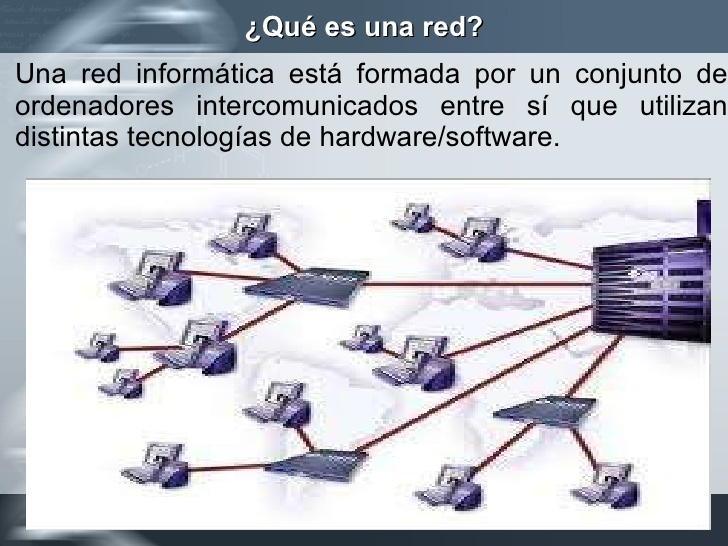 ¿Qué es una red?
Una red informática está formada por un conjunto de
ordenadores intercomunicados entre sí que utilizan
distintas tecnologías de hardware/software.